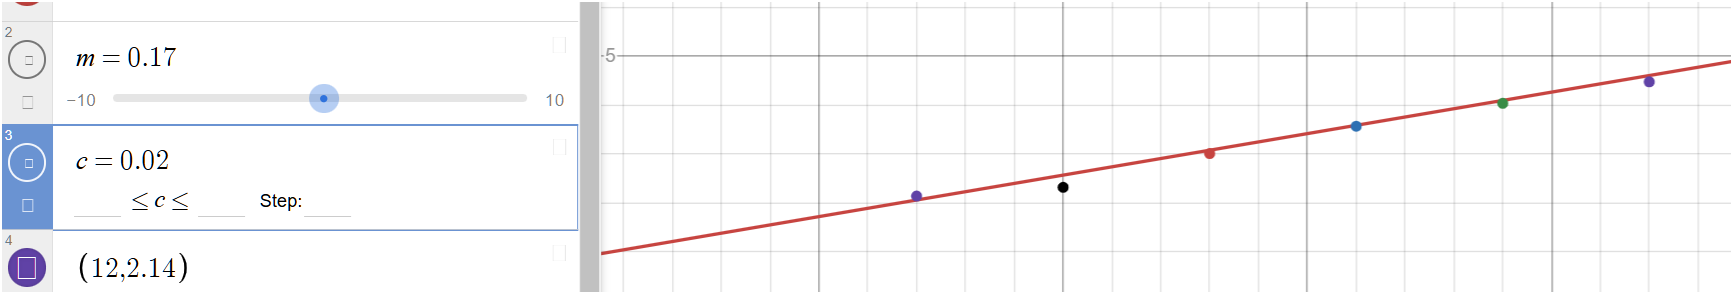 2
m = 0.17
−10 10
3
c = 0.02
≤ c ≤ Step:
4
(12,2.14)
-5